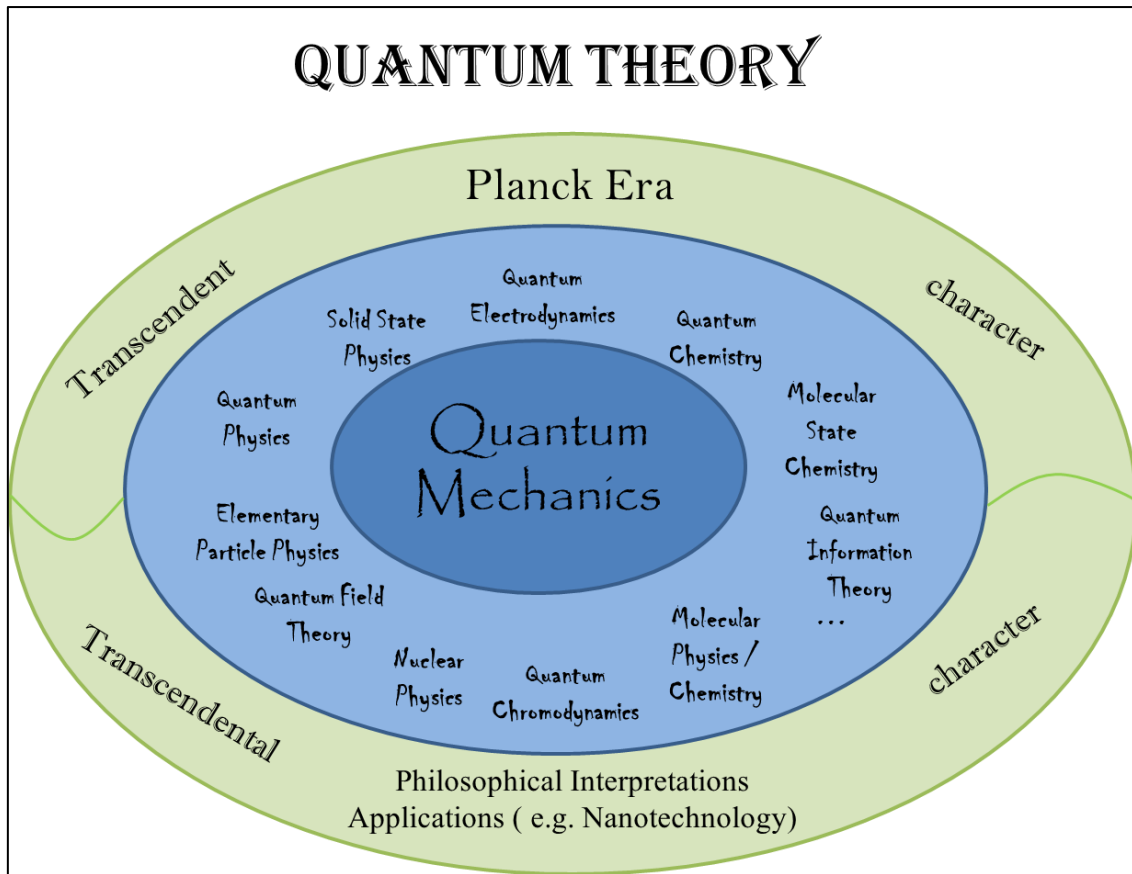 QUANTUM THEORY
Planck Era
Transcendent
character
Quantum
Electrodynamics
Solid State
Physics
Quantum
Chemistry
Quantum
Physics
Molecular
State
Chemistry
Quantum
Mechanics
Elementary
Particle Physics
Quantum
Information
Theory
...
Quantum Field
Theory
Nuclear
Physics
Quantum
Chromodynamics
Molecular
Physics /
Chemistry
Transcendental
character
Philosophical Interpretations
Applications ( e.g. Nanotechnology)